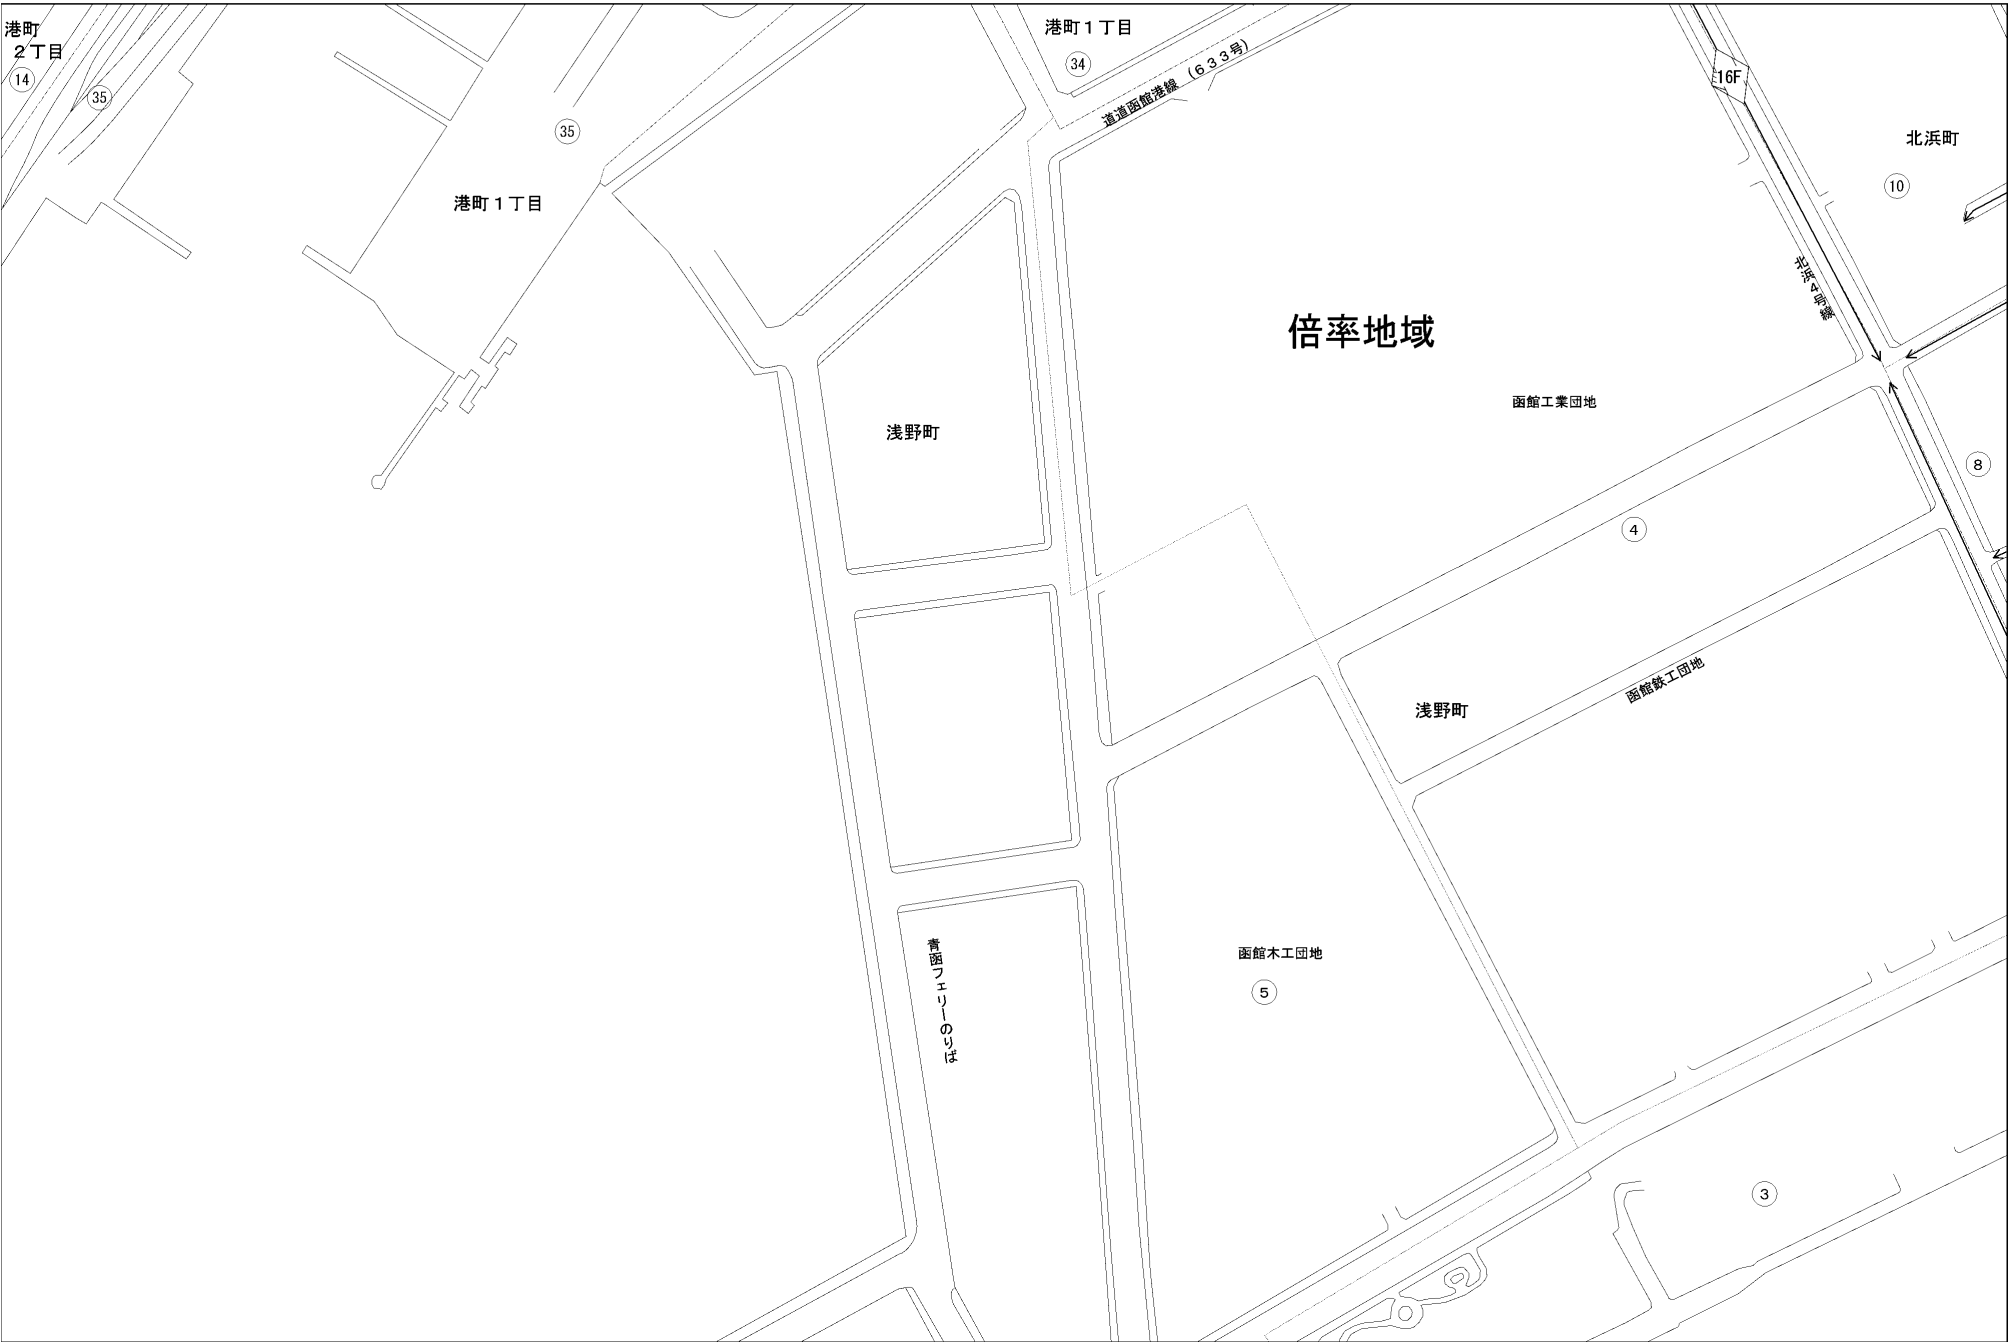 港町
２丁目
14
35
35
港町１丁目
港町１丁目
34
道道函館港線 (６３３号)
16F
北浜町
10
北浜４号線
倍率地域
函館工業団地
浅野町
8
4
浅野町
函館鉄工団地
青函フェリーのりば
函館木工団地
5
3